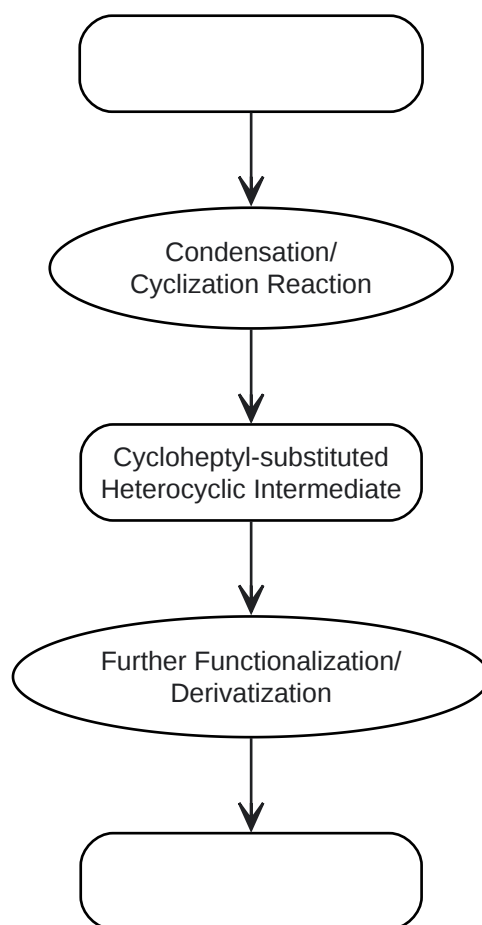 Condensation/
Cyclization Reaction
Cycloheptyl-substituted
Heterocyclic Intermediate
Further Functionalization/
Derivatization